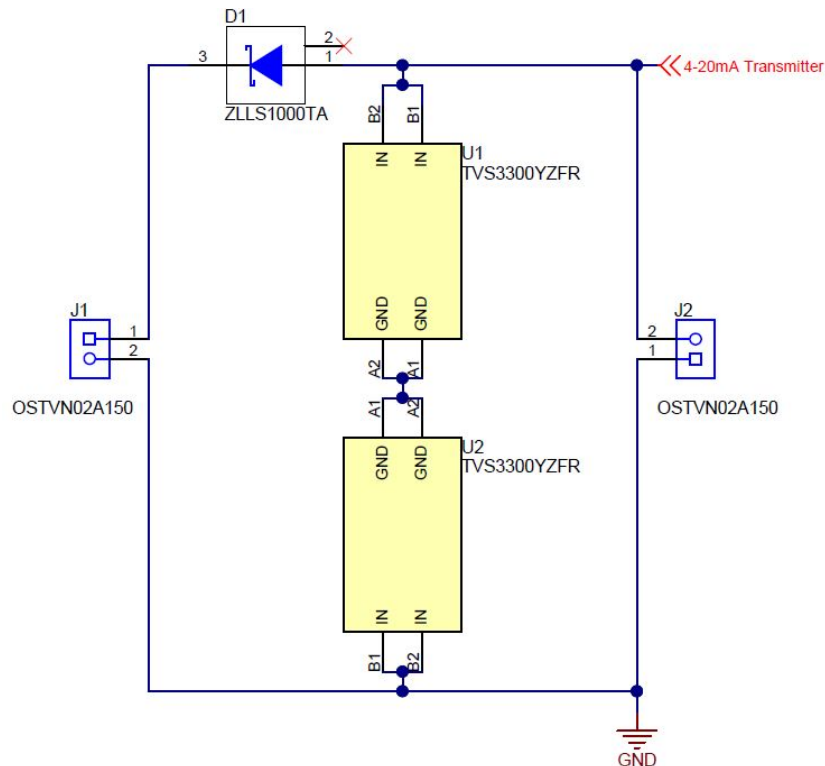 D1
3
2
1
ZLLS1000TA
4-20mA Transmitter
B2
B1
IN
IN
U1
TVS3300YZFR
GND
GND
A2
A1
J1
1
2
OSTVN02A150
J2
2
1
OSTVN02A150
A1
A2
GND
GND
U2
TVS3300YZFR
IN
IN
B1
B2
GND